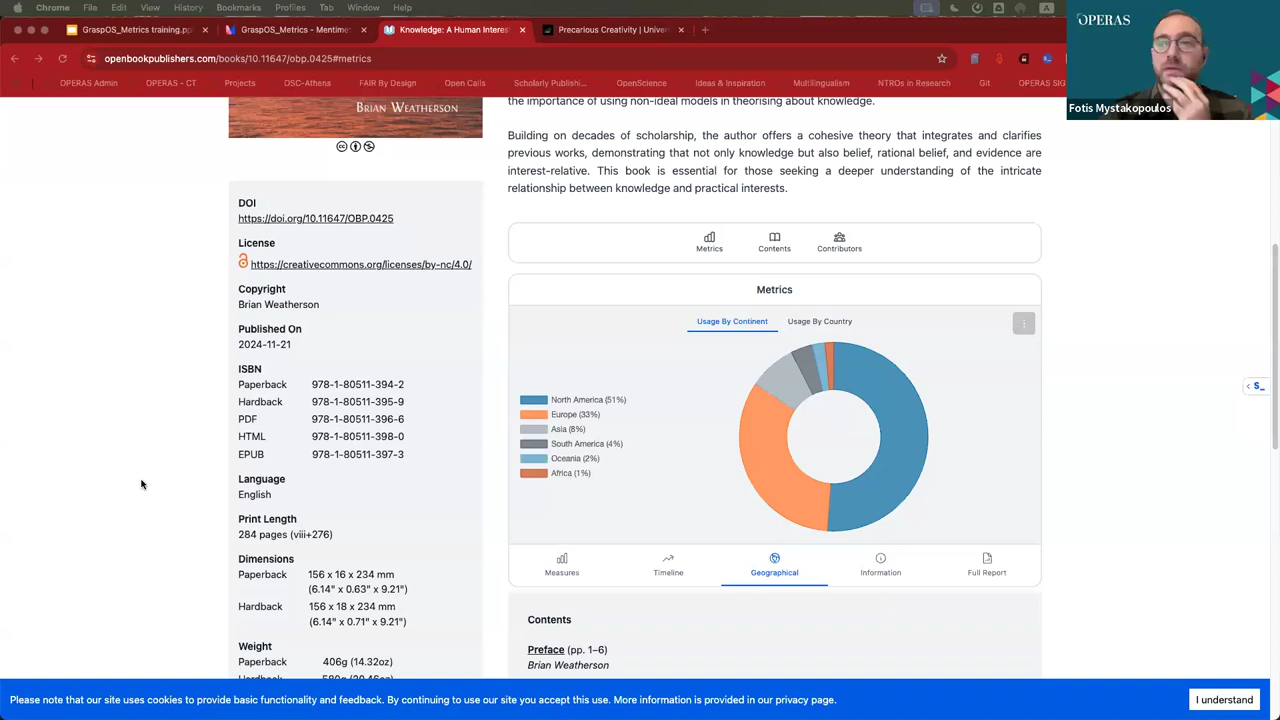 Chrome File Edit View History Bookmarks Profiles Tab Window Help
GraspOS_Metrics training.pp
GraspOS_Metrics - Mentime
Knowledge: A Human Interes
Precarious Creativity | Univer
openbookpublishers.com/books/10.11647/obp.0425#metrics
OPERAS Admin
OPERAS - CT
Projects
OSC-Athens
FAIR By Design
Open Calls
Scholarly Publishi...
OpenScience
Ideas & Inspiration
Multilingualism
NTROs in Research
Git
OPERAS SIG
OPERAS
Fotis Mystakopoulos
BRIAN WEATHERSON
DOI
https://doi.org/10.11647/OBP.0425
License
https://creativecommons.org/licenses/by-nc/4.0/
Copyright
Brian Weatherson
Published On
2024-11-21
ISBN
Paperback 978-1-80511-394-2
Hardback 978-1-80511-395-9
PDF 978-1-80511-396-6
HTML 978-1-80511-398-0
EPUB 978-1-80511-397-3
Language
English
Print Length
284 pages (viii+276)
Dimensions
Paperback 156 x 16 x 234 mm
(6.14" x 0.63" x 9.21")
Hardback 156 x 18 x 234 mm
(6.14" x 0.71" x 9.21")
Weight
Paperback 406g (14.32oz)
the importance of using non-ideal models in theorising about knowledge.
Building on decades of scholarship, the author offers a cohesive theory that integrates and clarifies
previous works, demonstrating that not only knowledge but also belief, rational belief, and evidence are
interest-relative. This book is essential for those seeking a deeper understanding of the intricate
relationship between knowledge and practical interests.
Metrics
Contents
Contributors
Metrics
Usage By Continent
Usage By Country
North America (51%)
Europe (33%)
Asia (8%)
South America (4%)
Oceania (2%)
Africa (1%)
Measures
Timeline
Geographical
Information
Full Report
Contents
Preface (pp. 1–6)
Brian Weatherson
S_
Please note that our site uses cookies to provide basic functionality and feedback. By continuing to use our site you accept this use. More information is provided in our privacy page.
I understand